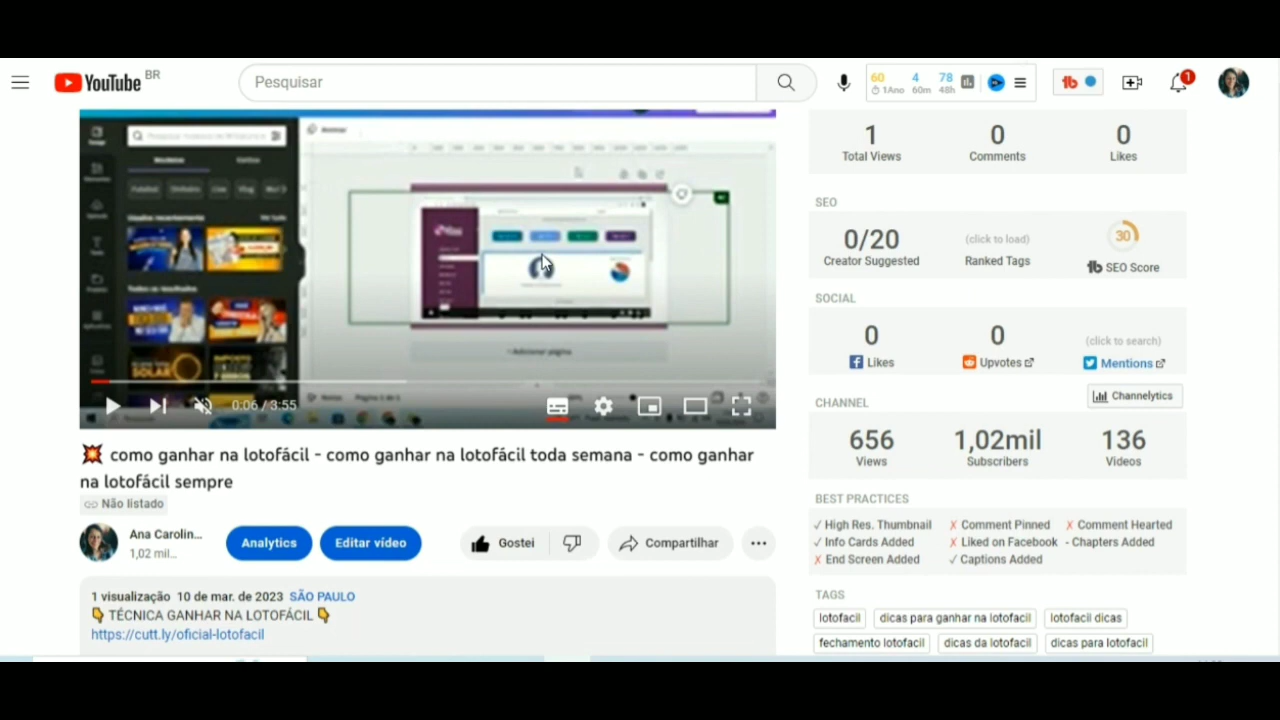 YouTube BR
Pesquisar
60 4 78
1Ano 60m 48h
1
1 0 0
Total Views Comments Likes
SEO
0/20 (click to load) 30
Creator Suggested Ranked Tags SEO Score
SOCIAL
0 0 (click to search)
Likes Upvotes Mentions
Channelytics
CHANNEL
656 1,02mil 136
Views Subscribers Videos
BEST PRACTICES
✓ High Res. Thumbnail ✗ Comment Pinned ✗ Comment Hearted
✓ Info Cards Added ✗ Liked on Facebook - Chapters Added
✗ End Screen Added ✓ Captions Added
TAGS
lotofacil dicas para ganhar na lotofacil lotofacil dicas
fechamento lotofacil dicas da lotofacil dicas para lotofacil
0:06 / 3:55
💥 como ganhar na lotofácil - como ganhar na lotofácil toda semana - como ganhar
na lotofácil sempre
Não listado
Ana Carolin...
1,02 mil...
Analytics Editar vídeo Gostei Compartilhar
1 visualização 10 de mar. de 2023 SÃO PAULO
👇 TÉCNICA GANHAR NA LOTOFÁCIL 👇
https://cutt.ly/oficial-lotofacil